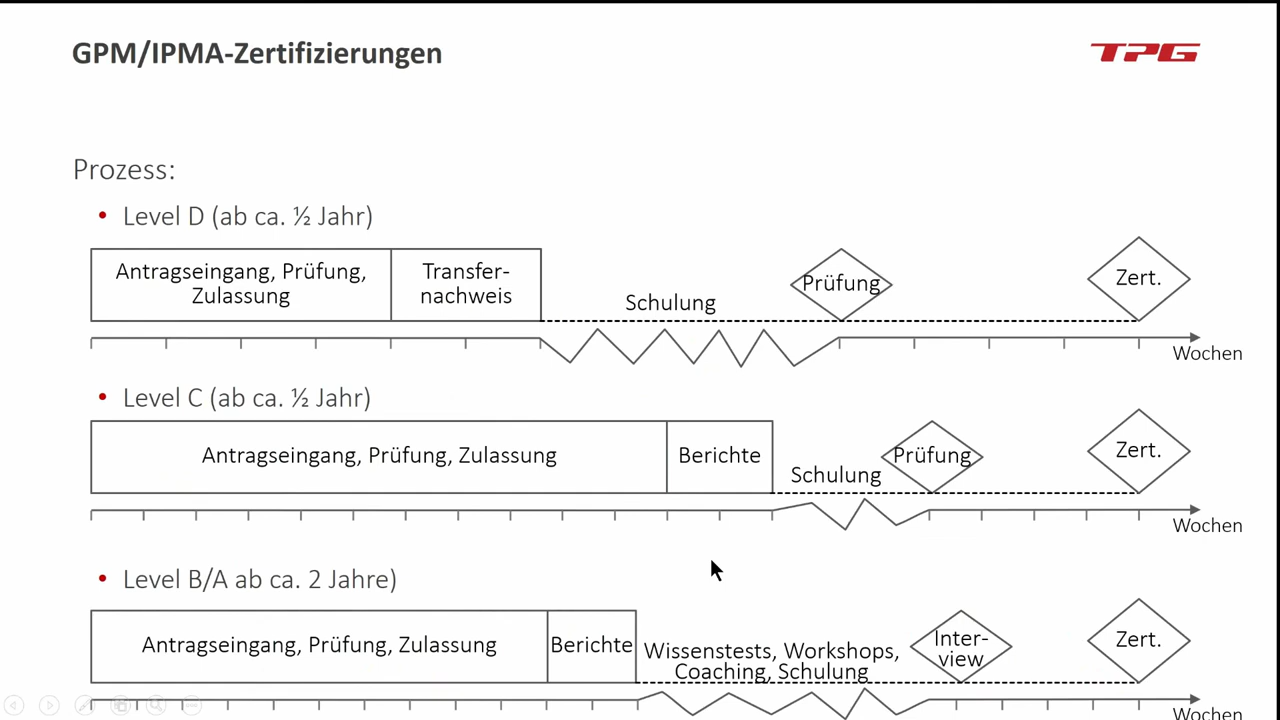 GPM/IPMA-Zertifizierungen
TPG
Prozess:
• Level D (ab ca. ½ Jahr)
Antragseingang, Prüfung,
Zulassung
Transfer-
nachweis
Schulung
Prüfung
Zert.
Wochen
• Level C (ab ca. ½ Jahr)
Antragseingang, Prüfung, Zulassung
Berichte
Schulung
Prüfung
Zert.
Wochen
• Level B/A ab ca. 2 Jahre)
Antragseingang, Prüfung, Zulassung
Berichte
Wissenstests, Workshops,
Coaching, Schulung
Inter-
view
Zert.
Wochen